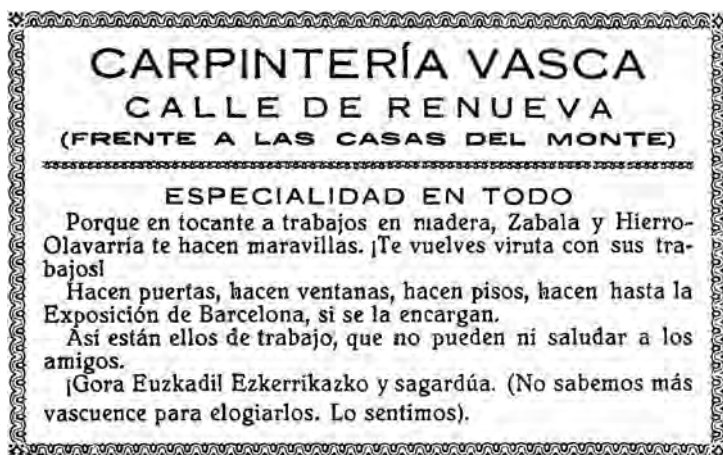 CARPINTERÍA VASCA
CALLE DE RENUEVA
(FRENTE A LAS CASAS DEL MONTE)
ESPECIALIDAD EN TODO
Porque en tocante a trabajos en madera, Zabala y Hierro-
Olavarría te hacen maravillas. ¡Te vuelves viruta con sus tra-
bajos!
Hacen puertas, hacen ventanas, hacen pisos, hacen hasta la
Exposición de Barcelona, si se la encargan.
Así están ellos de trabajo, que no pueden ni saludar a los
amigos.
¡Gora Euzkadi! Ezkerrikazko y sagardúa. (No sabemos más
vascuence para elogiarlos. Lo sentimos).